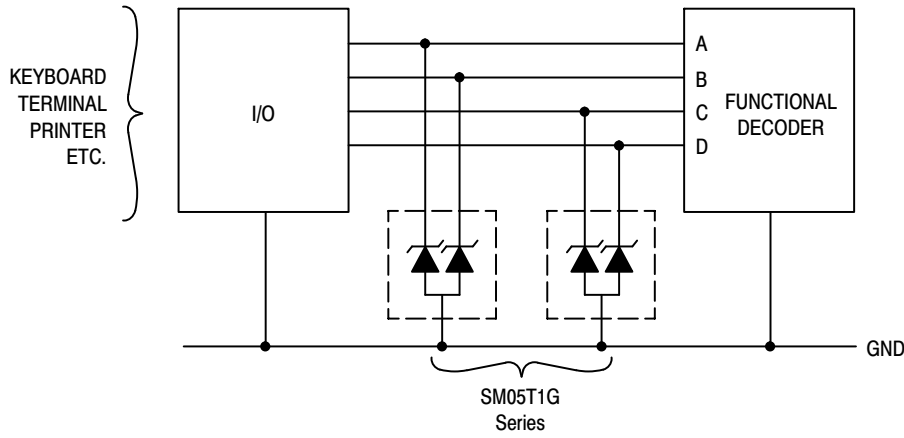 KEYBOARD
TERMINAL
PRINTER
ETC.
I/O
A
B
C
D
FUNCTIONAL
DECODER
GND
SM05T1G
Series